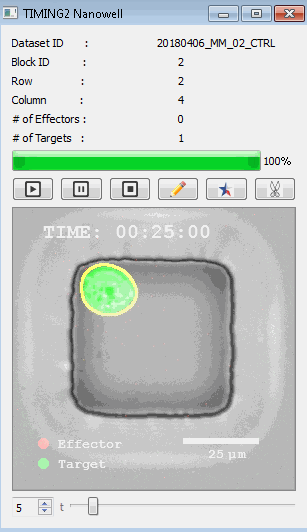 TIMING2 Nanowell
Dataset ID : 20180406_MM_02_CTRL
Block ID : 2
Row : 2
Column : 4
# of Effectors : 0
# of Targets : 1
100%
TIME: 00:25:00
Effector
Target
25 µm
5 t